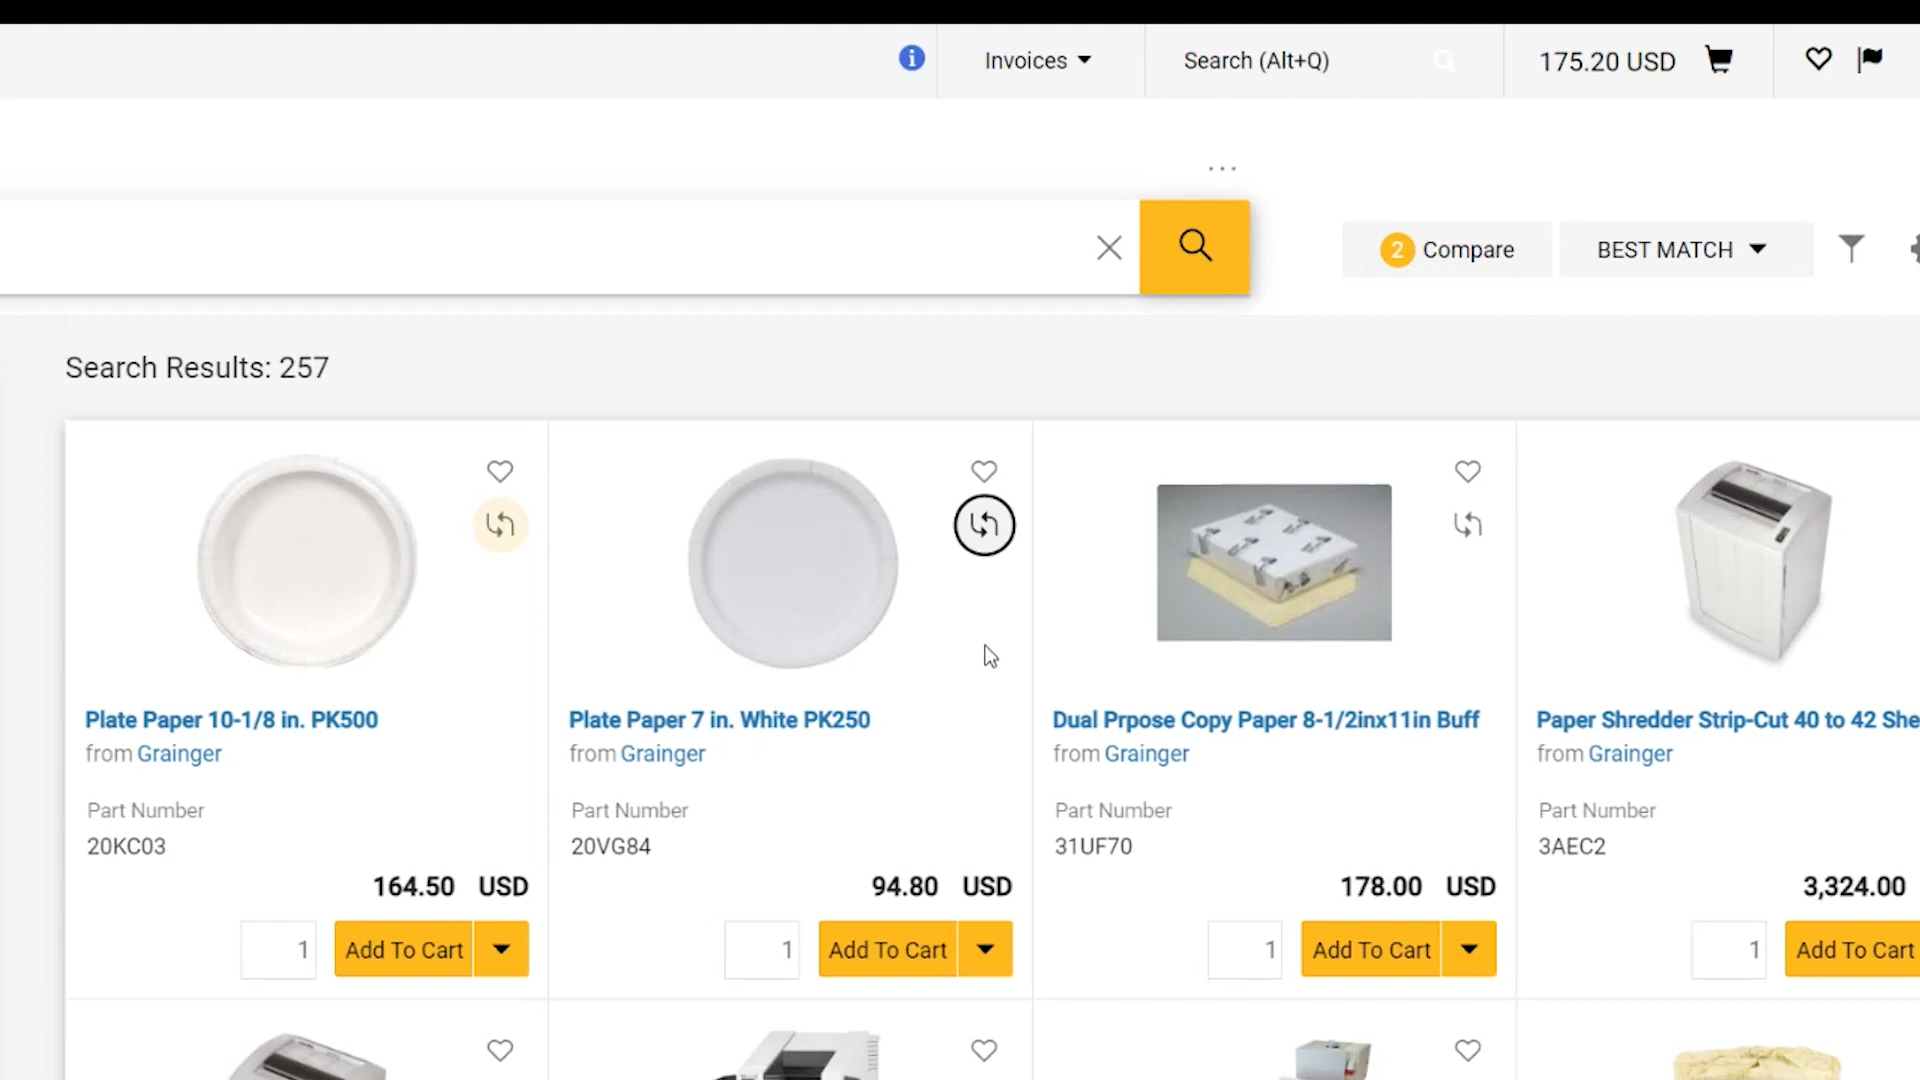 Invoices
Search (Alt+Q)
175.20 USD
...
2 Compare
BEST MATCH
Search Results: 257
Plate Paper 10-1/8 in. PK500
from Grainger
Part Number
20KC03
164.50 USD
1
Add To Cart
Plate Paper 7 in. White PK250
from Grainger
Part Number
20VG84
94.80 USD
1
Add To Cart
Dual Prpose Copy Paper 8-1/2inx11in Buff
from Grainger
Part Number
31UF70
178.00 USD
1
Add To Cart
Paper Shredder Strip-Cut 40 to 42 She
from Grainger
Part Number
3AEC2
3,324.00
1
Add To Cart